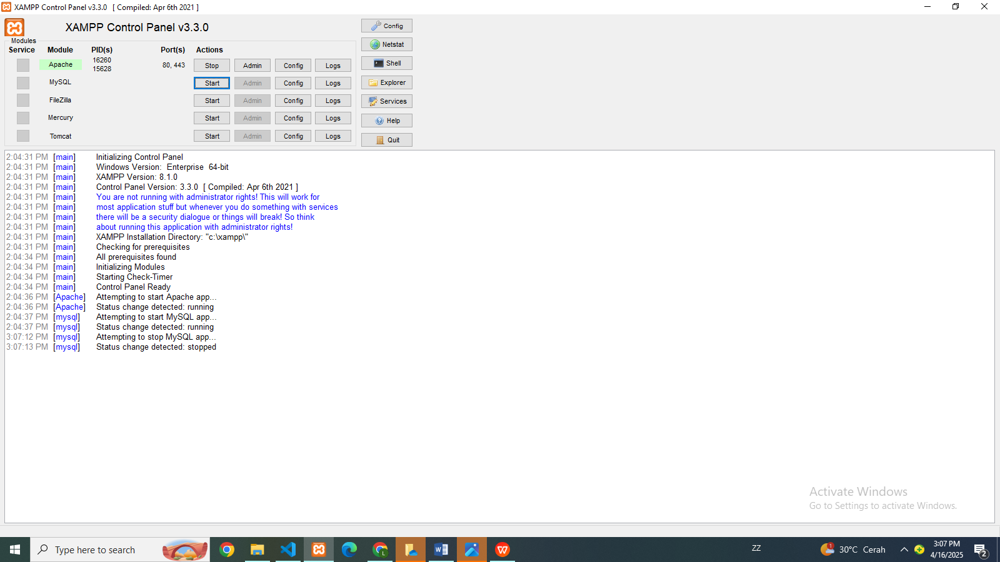 XAMPP Control Panel v3.3.0 [ Compiled: Apr 6th 2021 ]
XAMPP Control Panel v3.3.0
Modules
Service Module PID(s) Port(s) Actions
Apache 16260 15628 80, 443 Stop Admin Config Logs
MySQL Start Admin Config Logs
FileZilla Start Admin Config Logs
Mercury Start Admin Config Logs
Tomcat Start Admin Config Logs
Config
Netstat
Shell
Explorer
Services
Help
Quit
2:04:31 PM [main] Initializing Control Panel
2:04:31 PM [main] Windows Version: Enterprise 64-bit
2:04:31 PM [main] XAMPP Version: 8.1.0
2:04:31 PM [main] Control Panel Version: 3.3.0 [ Compiled: Apr 6th 2021 ]
2:04:31 PM [main] You are not running with administrator rights! This will work for
2:04:31 PM [main] most application stuff but whenever you do something with services
2:04:31 PM [main] there will be a security dialogue or things will break! So think
2:04:31 PM [main] about running this application with administrator rights!
2:04:31 PM [main] XAMPP Installation Directory: "c:\xampp\"
2:04:31 PM [main] Checking for prerequisites
2:04:34 PM [main] All prerequisites found
2:04:34 PM [main] Initializing Modules
2:04:34 PM [main] Starting Check-Timer
2:04:34 PM [main] Control Panel Ready
2:04:36 PM [Apache] Attempting to start Apache app...
2:04:36 PM [Apache] Status change detected: running
2:04:37 PM [mysql] Attempting to start MySQL app...
2:04:37 PM [mysql] Status change detected: running
3:07:12 PM [mysql] Attempting to stop MySQL app...
3:07:13 PM [mysql] Status change detected: stopped
Activate Windows
Go to Settings to activate Windows.
Type here to search
L
W
ZZ
1
30°C Cerah
3:07 PM
4/16/2025
2